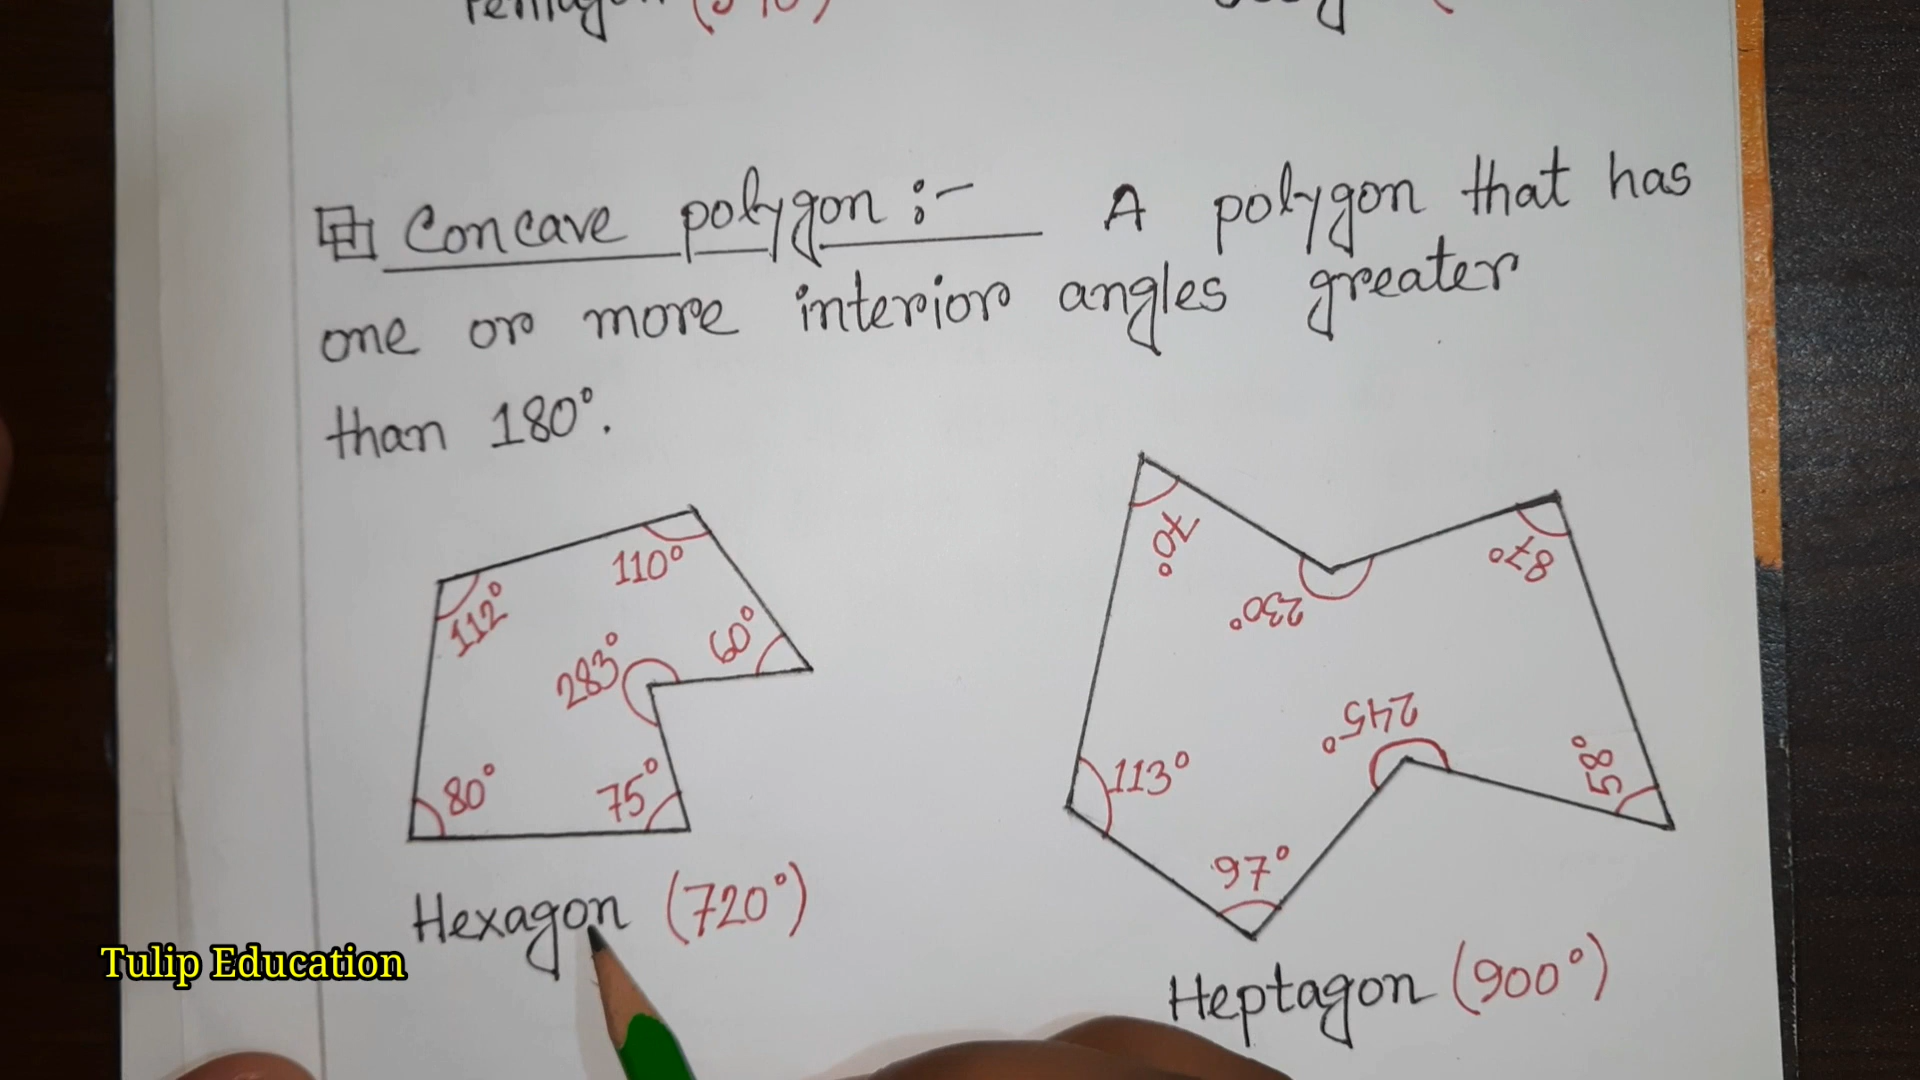 Concave polygon :- A polygon that has
one or more interior angles greater
than 180°.
112°
110°
60°
283°
80°
75°
Hexagon (720°)
70°
230°
87°
245°
58°
113°
97°
Heptagon (900°)
Tulip Education